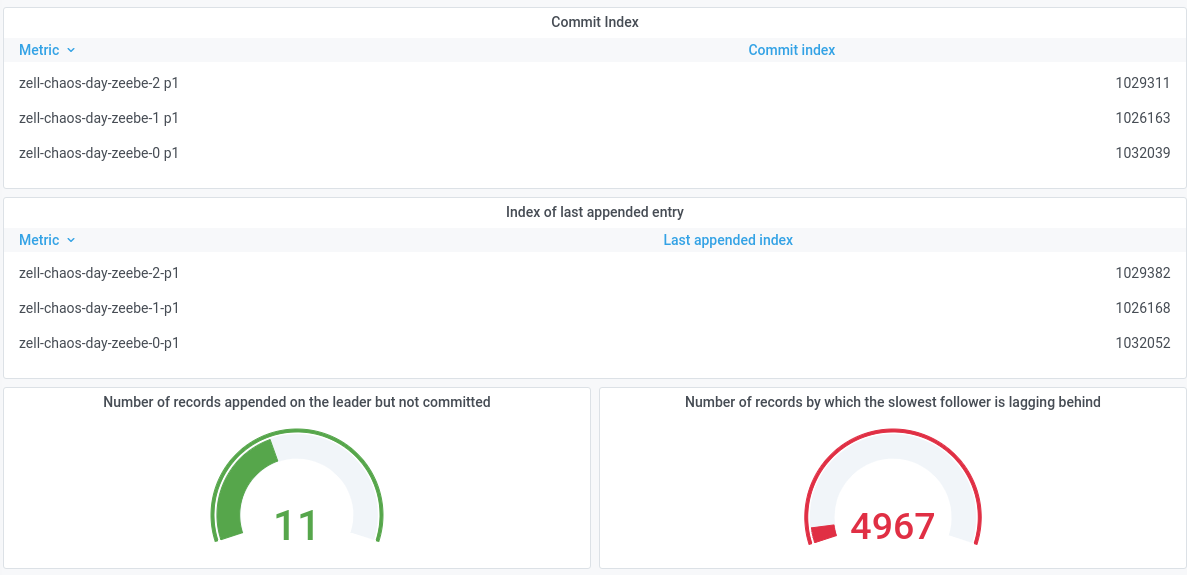 Commit Index
Metric Commit index
zell-chaos-day-zeebe-2 p1 1029311
zell-chaos-day-zeebe-1 p1 1026163
zell-chaos-day-zeebe-0 p1 1032039
Index of last appended entry
Metric Last appended index
zell-chaos-day-zeebe-2-p1 1029382
zell-chaos-day-zeebe-1-p1 1026168
zell-chaos-day-zeebe-0-p1 1032052
Number of records appended on the leader but not committed
11
Number of records by which the slowest follower is lagging behind
4967